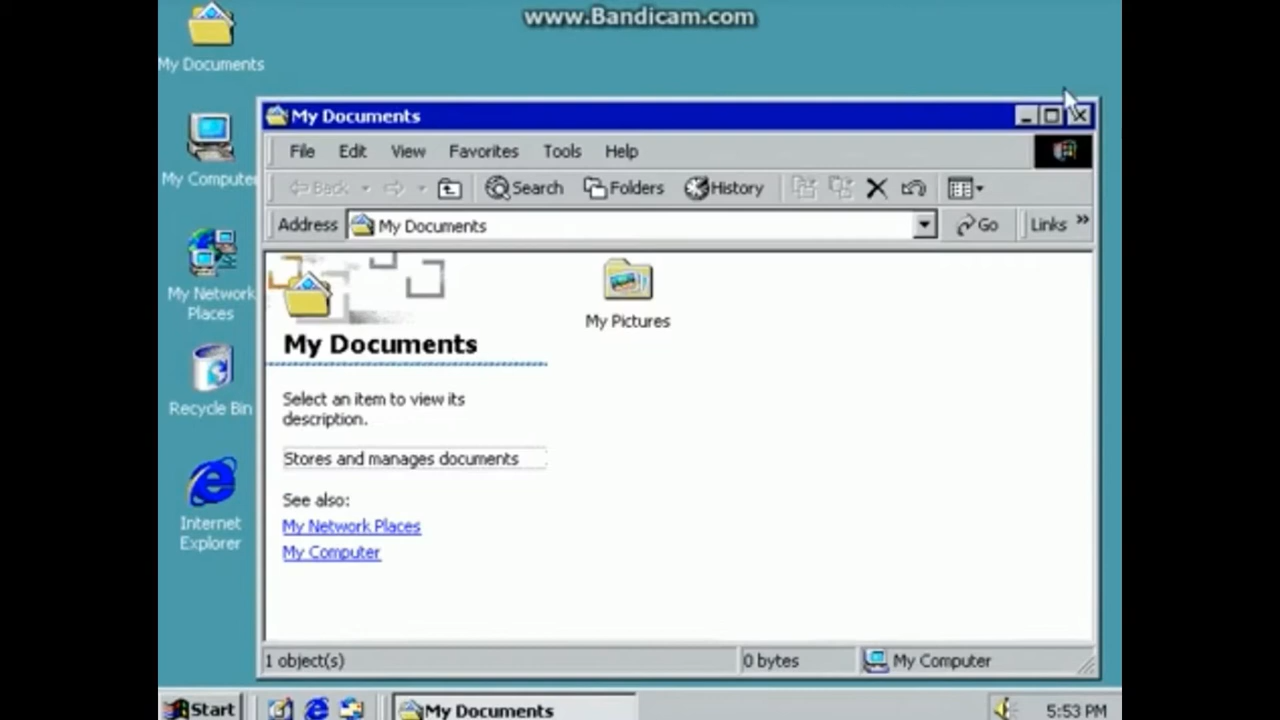 www.Bandicam.com
My Documents
My Computer
My Network
Places
Recycle Bin
Internet
Explorer
My Documents
File Edit View Favorites Tools Help
Back Search Folders History
Address My Documents Go Links »
My Pictures
My Documents
Select an item to view its
description.
Stores and manages documents
See also:
My Network Places
My Computer
1 object(s) 0 bytes My Computer
Start My Documents 5:53 PM